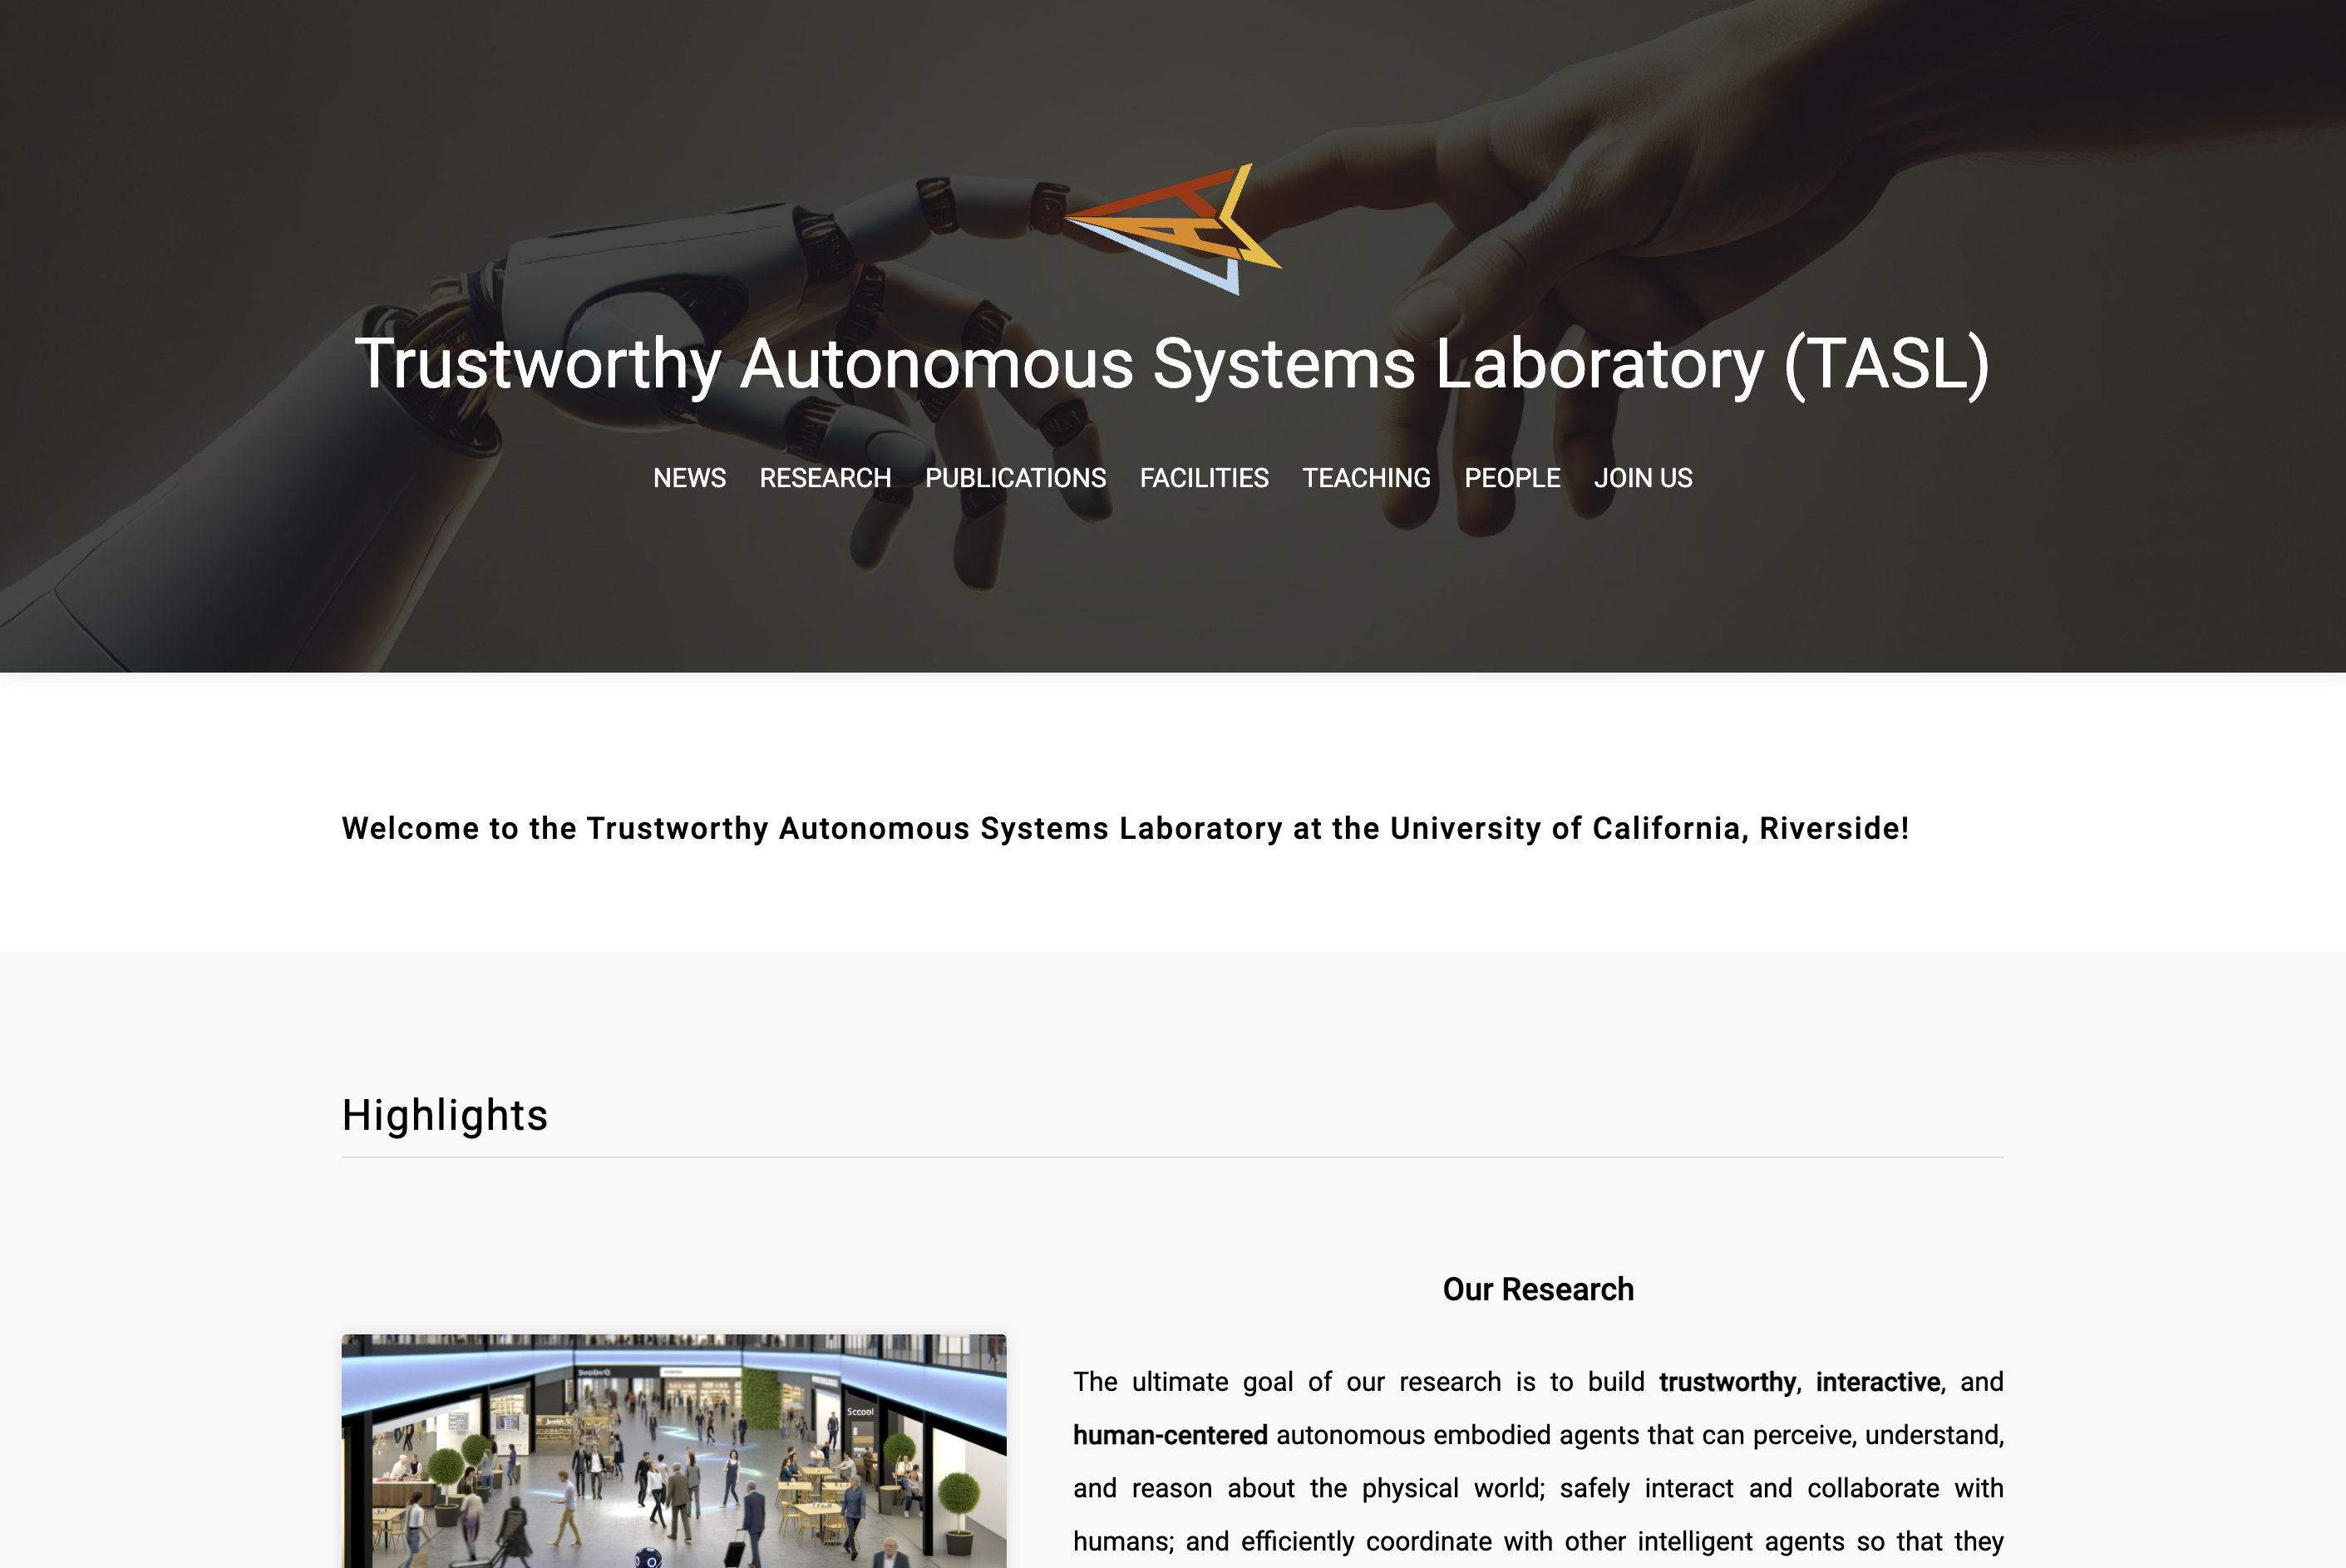 Trustworthy Autonomous Systems Laboratory (TASL)
NEWS RESEARCH PUBLICATIONS FACILITIES TEACHING PEOPLE JOIN US
Welcome to the Trustworthy Autonomous Systems Laboratory at the University of California, Riverside!
Highlights
Our Research
Sccool
The ultimate goal of our research is to build trustworthy, interactive, and
human-centered autonomous embodied agents that can perceive, understand,
and reason about the physical world; safely interact and collaborate with
humans; and efficiently coordinate with other intelligent agents so that they